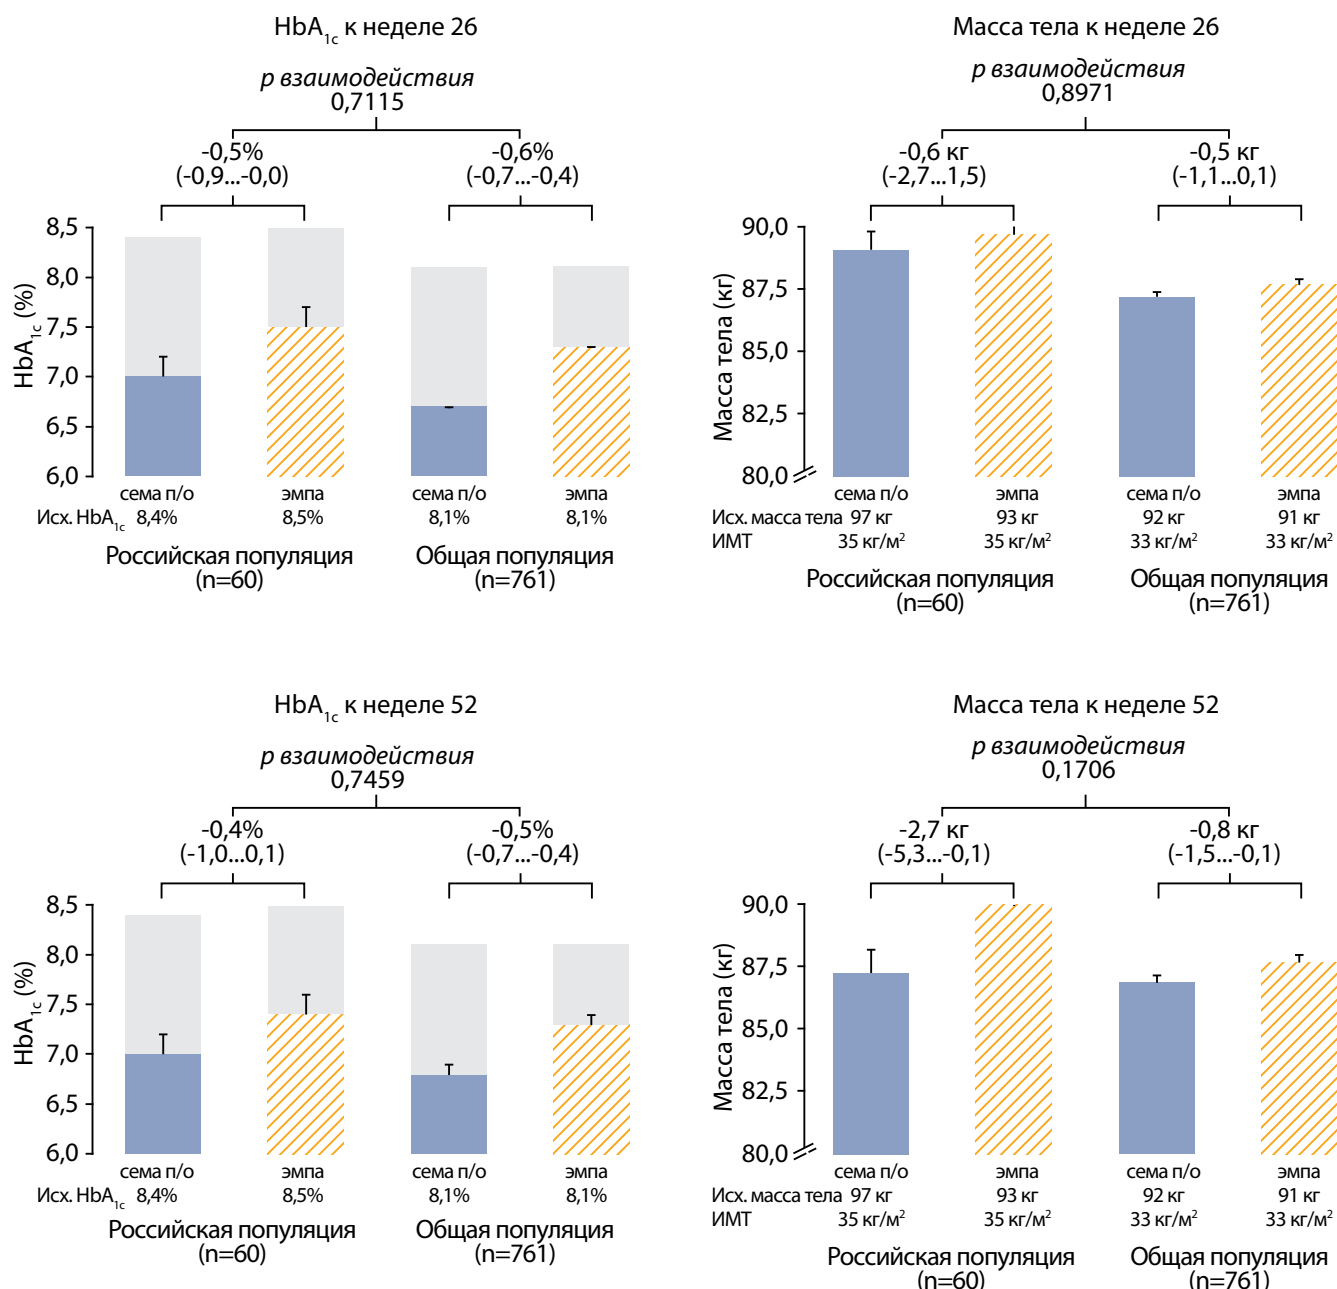 HbA1c к неделе 26
р взаимодействия
0,7115
-0,5%
(-0,9...-0,0)
-0,6%
(-0,7...-0,4)
HbA1c (%)
8,5
8,0
7,5
7,0
6,5
6,0
сема п/о эмпа сема п/о эмпа
Исх. HbA1c 8,4% 8,5% 8,1% 8,1%
Российская популяция
(n=60)
Общая популяция
(n=761)
Масса тела к неделе 26
р взаимодействия
0,8971
-0,6 кг
(-2,7...1,5)
-0,5 кг
(-1,1...0,1)
Масса тела (кг)
90,0
87,5
85,0
82,5
80,0
сема п/о эмпа сема п/о эмпа
Исх. масса тела 97 кг 93 кг 92 кг 91 кг
ИМТ 35 кг/м² 35 кг/м² 33 кг/м² 33 кг/м²
Российская популяция
(n=60)
Общая популяция
(n=761)
HbA1c к неделе 52
р взаимодействия
0,7459
-0,4%
(-1,0...0,1)
-0,5%
(-0,7...-0,4)
HbA1c (%)
8,5
8,0
7,5
7,0
6,5
6,0
сема п/о эмпа сема п/о эмпа
Исх. HbA1c 8,4% 8,5% 8,1% 8,1%
Российская популяция
(n=60)
Общая популяция
(n=761)
Масса тела к неделе 52
р взаимодействия
0,1706
-2,7 кг
(-5,3...-0,1)
-0,8 кг
(-1,5...-0,1)
Масса тела (кг)
90,0
87,5
85,0
82,5
80,0
сема п/о эмпа сема п/о эмпа
Исх. масса тела 97 кг 93 кг 92 кг 91 кг
ИМТ 35 кг/м² 35 кг/м² 33 кг/м² 33 кг/м²
Российская популяция
(n=60)
Общая популяция
(n=761)